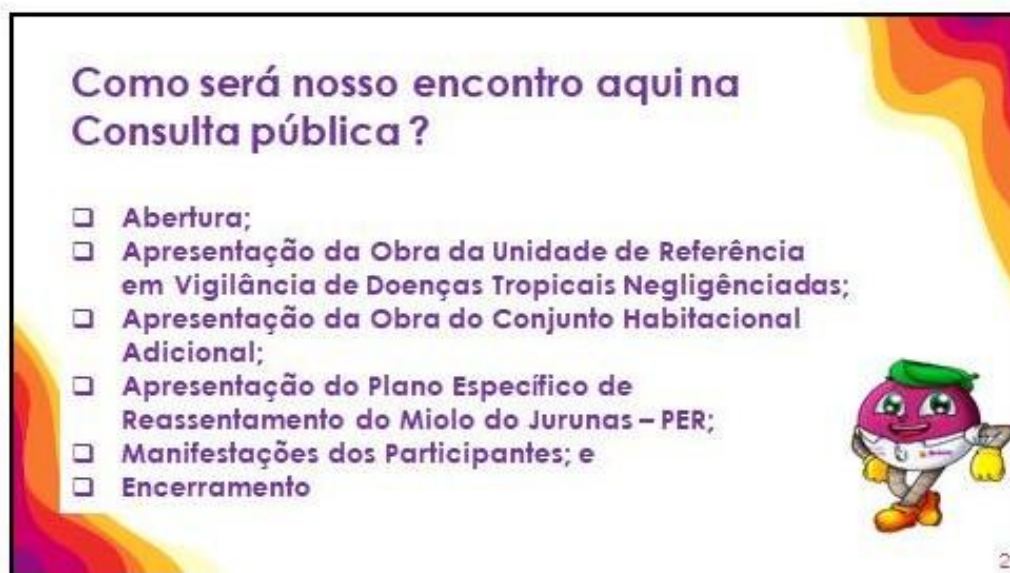 Como será nosso encontro aqui na
Consulta pública ?
❑ Abertura;
❑ Apresentação da Obra da Unidade de Referência
em Vigilância de Doenças Tropicais Negligênciadas;
❑ Apresentação da Obra do Conjunto Habitacional
Adicional;
❑ Apresentação do Plano Específico de
Reassentamento do Miolo do Jurunas – PER;
❑ Manifestações dos Participantes; e
❑ Encerramento
2